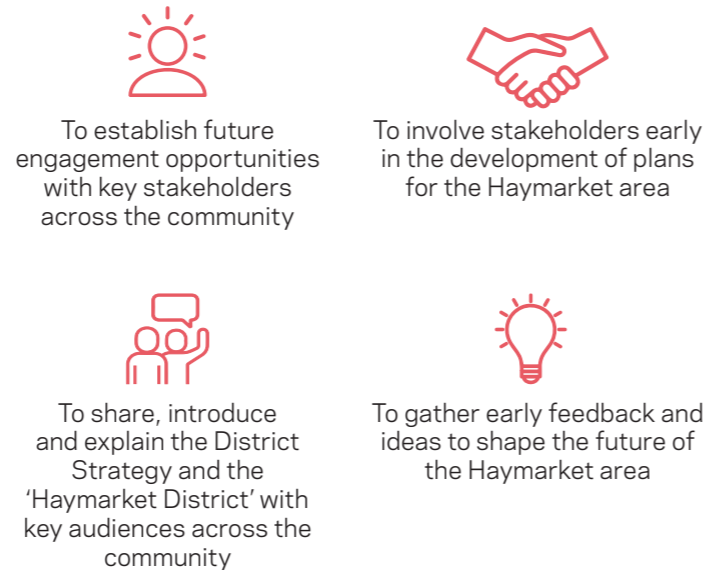 To establish future
engagement opportunities
with key stakeholders
across the community
To involve stakeholders early
in the development of plans
for the Haymarket area
To share, introduce
and explain the District
Strategy and the
‘Haymarket District’ with
key audiences across the
community
To gather early feedback and
ideas to shape the future of
the Haymarket area